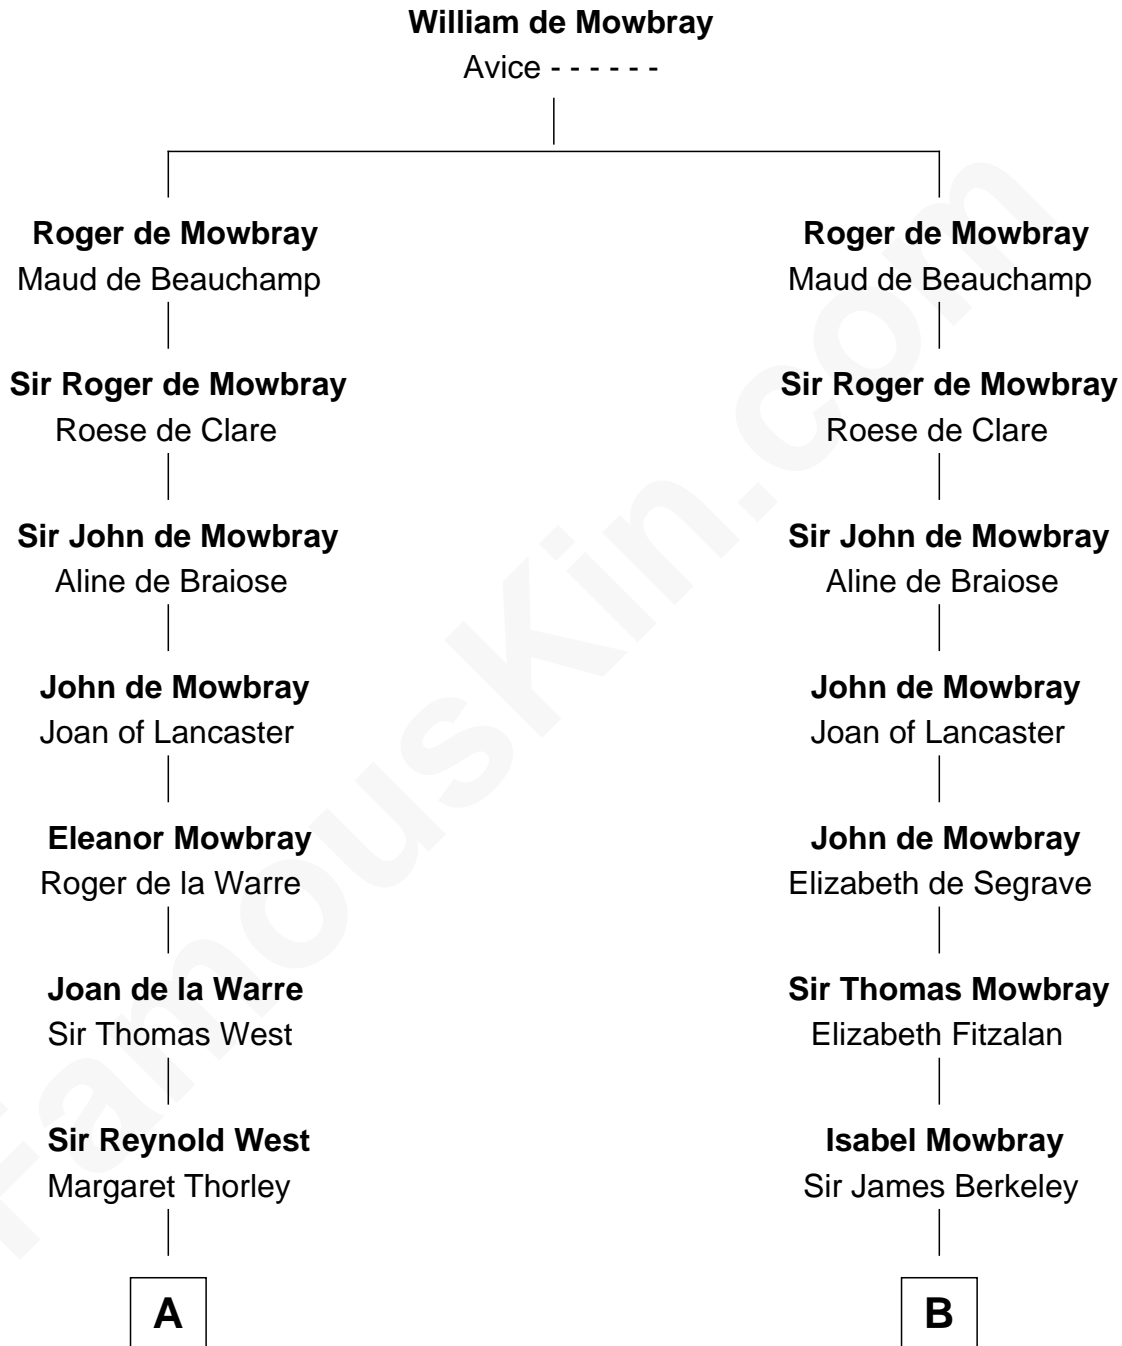 William de Mowbray
Avice - - - - - -
Roger de Mowbray
Maud de Beauchamp
Roger de Mowbray
Maud de Beauchamp
Sir Roger de Mowbray
Roese de Clare
Sir Roger de Mowbray
Roese de Clare
Sir John de Mowbray
Aline de Braiose
Sir John de Mowbray
Aline de Braiose
John de Mowbray
Joan of Lancaster
John de Mowbray
Joan of Lancaster
Eleanor Mowbray
Roger de la Warre
John de Mowbray
Elizabeth de Segrave
Joan de la Warre
Sir Thomas West
Sir Thomas Mowbray
Elizabeth Fitzalan
Sir Reynold West
Margaret Thorley
Isabel Mowbray
Sir James Berkeley
A
B
FamousKin.com